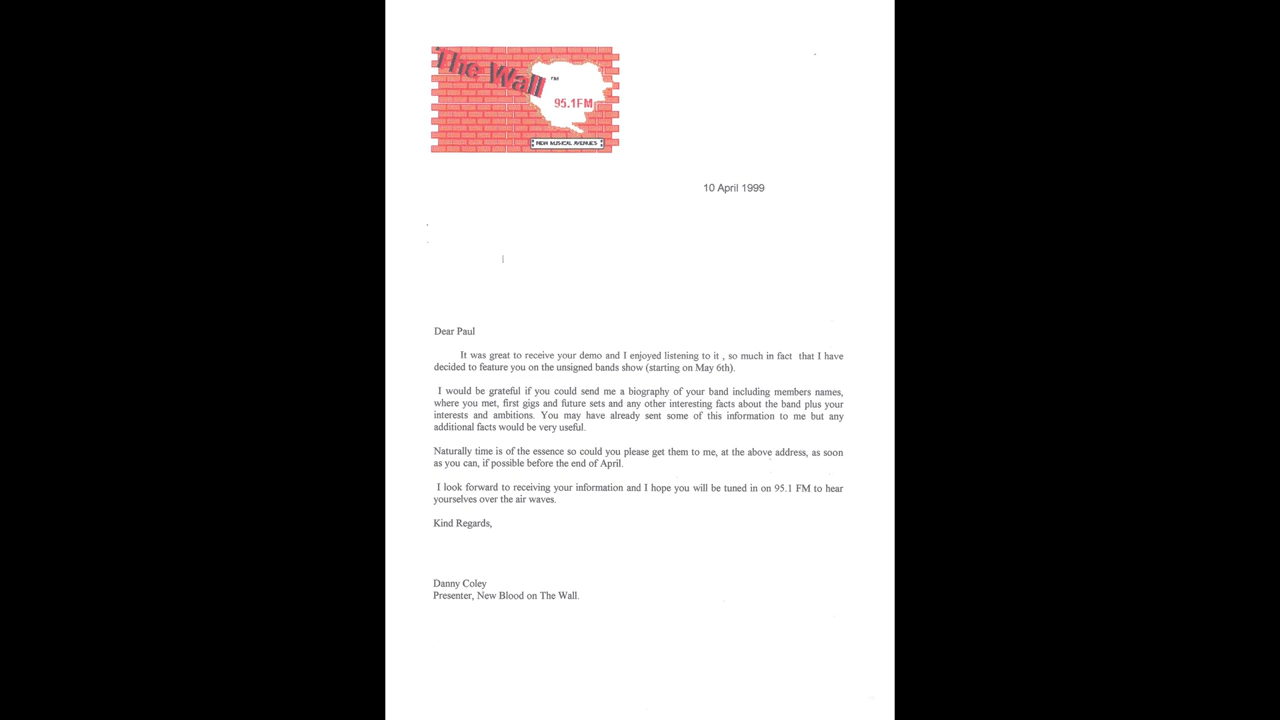 The Wall
FM
95.1FM
NEW MUSICAL AVENUES
10 April 1999
Dear Paul
It was great to receive your demo and I enjoyed listening to it , so much in fact that I have
decided to feature you on the unsigned bands show (starting on May 6th).
I would be grateful if you could send me a biography of your band including members names,
where you met, first gigs and future sets and any other interesting facts about the band plus your
interests and ambitions. You may have already sent some of this information to me but any
additional facts would be very useful.
Naturally time is of the essence so could you please get them to me, at the above address, as soon
as you can, if possible before the end of April.
I look forward to receiving your information and I hope you will be tuned in on 95.1 FM to hear
yourselves over the air waves.
Kind Regards,
Danny Coley
Presenter, New Blood on The Wall.